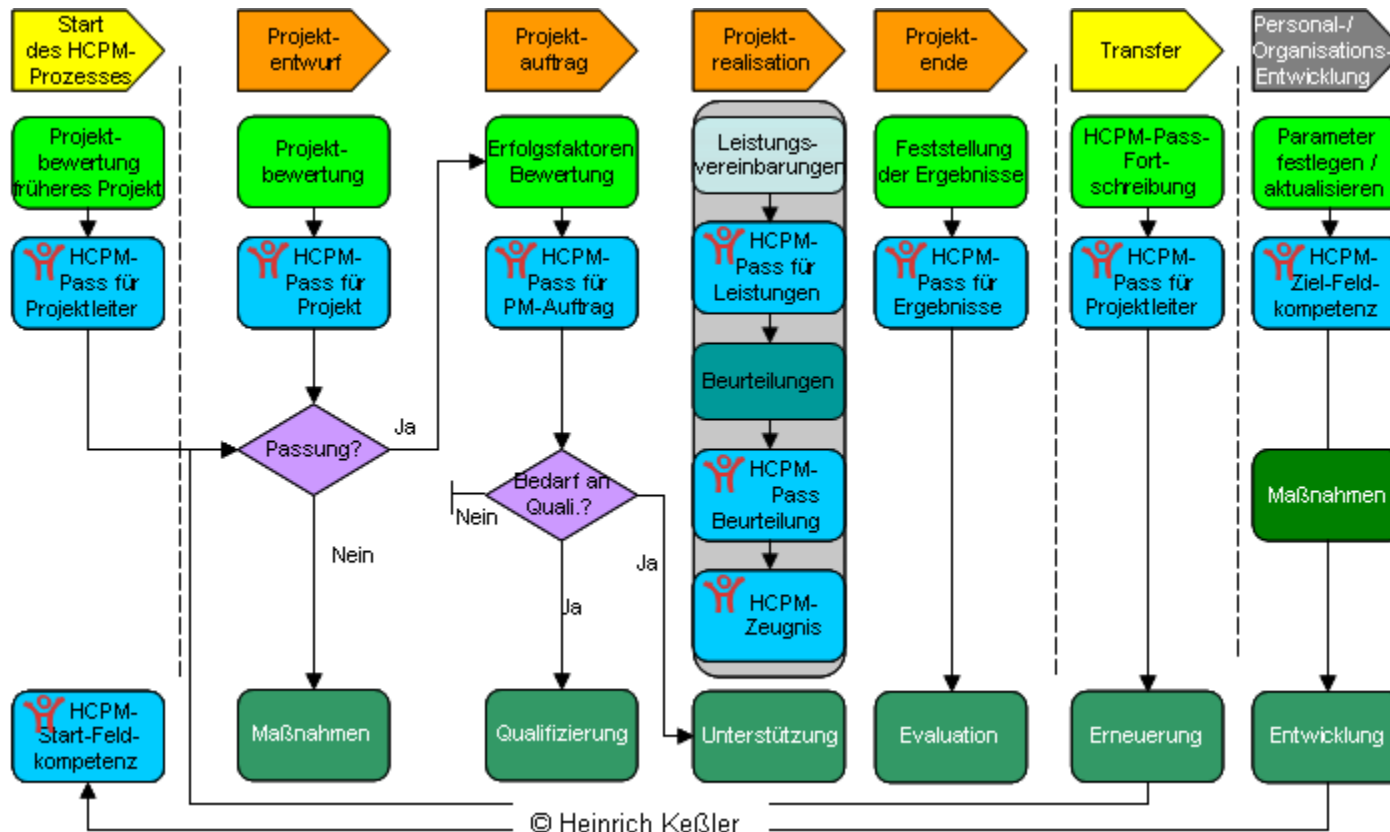 Start
des HCPM-
Prozesses
Projekt-
entwurf
Projekt-
auftrag
Projekt-
realisation
Projekt-
ende
Transfer
Personal-/
Organisations-
Entwicklung
Projekt-
bewertung
früheres Projekt
Projekt-
bewertung
Erfolgsfaktoren
Bewertung
Leistungs-
vereinbarungen
Feststellung
der Ergebnisse
HCPM-Pass-
Fort-
schreibung
Parameter
festlegen /
aktualisieren
HCPM-
Pass für
Projektleiter
HCPM-
Pass für
Projekt
HCPM-
Pass für
PM-Auftrag
HCPM-
Pass für
Leistungen
HCPM-
Pass für
Ergebnisse
HCPM-
Pass für
Projektleiter
HCPM-
Ziel-Feld-
kompetenz
Beurteilungen
Passung?
Ja
Nein
Bedarf an
Quali.?
Nein
Ja
Ja
HCPM-
Pass
Beurteilung
Maßnahmen
HCPM-
Zeugnis
HCPM-
Start-Feld-
kompetenz
Maßnahmen
Qualifizierung
Unterstützung
Evaluation
Erneuerung
Entwicklung
© Heinrich Keßler